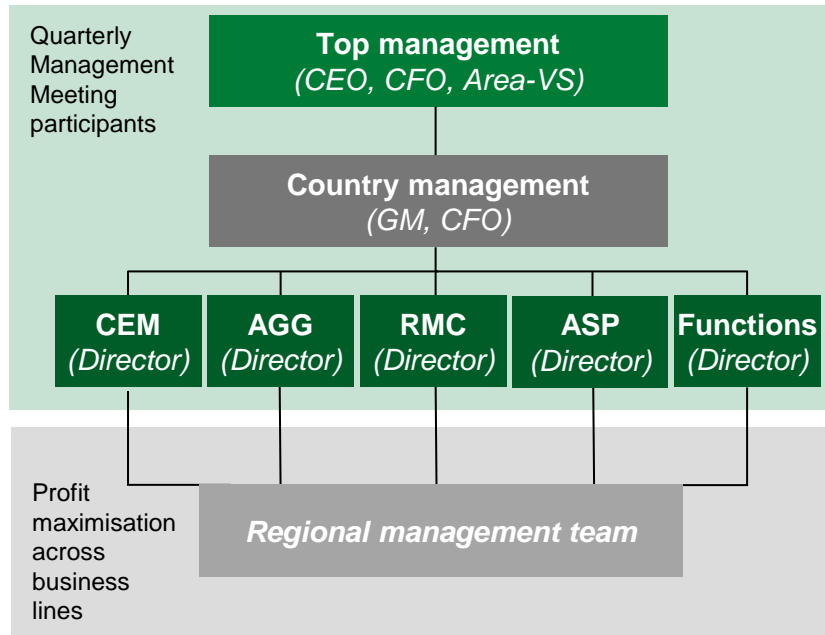 Quarterly
Management
Meeting
participants
Top management
(CEO, CFO, Area-VS)
Country management
(GM, CFO)
CEM
(Director)
AGG
(Director)
RMC
(Director)
ASP
(Director)
Functions
(Director)
Profit
maximisation
across
business
lines
Regional management team